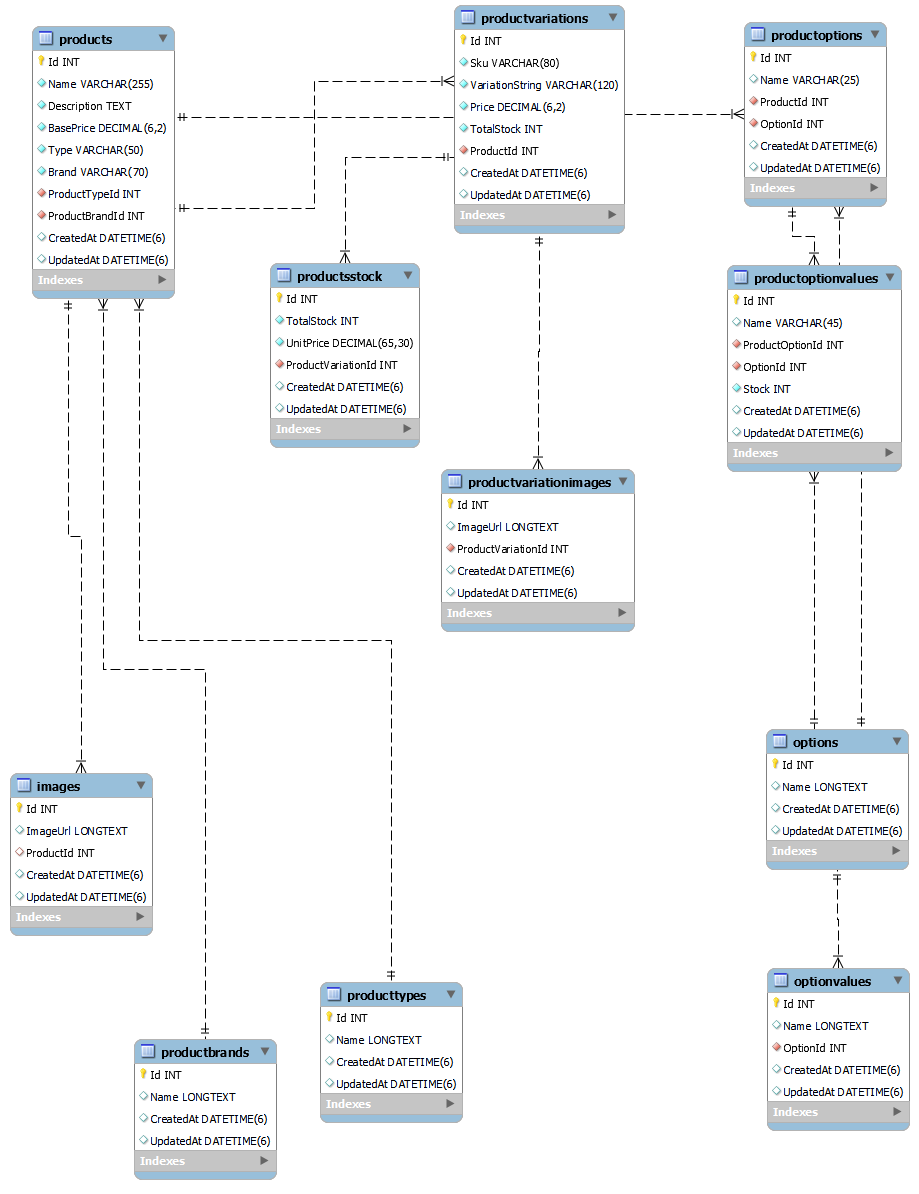 products
Id INT
Name VARCHAR(255)
Description TEXT
BasePrice DECIMAL(6,2)
Type VARCHAR(50)
Brand VARCHAR(70)
ProductTypeId INT
ProductBrandId INT
CreatedAt DATETIME(6)
UpdatedAt DATETIME(6)
Indexes
productvariations
Id INT
Sku VARCHAR(80)
VariationString VARCHAR(120)
Price DECIMAL(6,2)
TotalStock INT
ProductId INT
CreatedAt DATETIME(6)
UpdatedAt DATETIME(6)
Indexes
productoptions
Id INT
Name VARCHAR(25)
ProductId INT
OptionId INT
CreatedAt DATETIME(6)
UpdatedAt DATETIME(6)
Indexes
productsstock
Id INT
TotalStock INT
UnitPrice DECIMAL(65,30)
ProductVariationId INT
CreatedAt DATETIME(6)
UpdatedAt DATETIME(6)
Indexes
productoptionvalues
Id INT
Name VARCHAR(45)
ProductOptionId INT
OptionId INT
Stock INT
CreatedAt DATETIME(6)
UpdatedAt DATETIME(6)
Indexes
productvariationimages
Id INT
ImageUrl LONGTEXT
ProductVariationId INT
CreatedAt DATETIME(6)
UpdatedAt DATETIME(6)
Indexes
options
Id INT
Name LONGTEXT
CreatedAt DATETIME(6)
UpdatedAt DATETIME(6)
Indexes
images
Id INT
ImageUrl LONGTEXT
ProductId INT
CreatedAt DATETIME(6)
UpdatedAt DATETIME(6)
Indexes
optionvalues
Id INT
Name LONGTEXT
OptionId INT
CreatedAt DATETIME(6)
UpdatedAt DATETIME(6)
Indexes
producttypes
Id INT
Name LONGTEXT
CreatedAt DATETIME(6)
UpdatedAt DATETIME(6)
Indexes
productbrands
Id INT
Name LONGTEXT
CreatedAt DATETIME(6)
UpdatedAt DATETIME(6)
Indexes